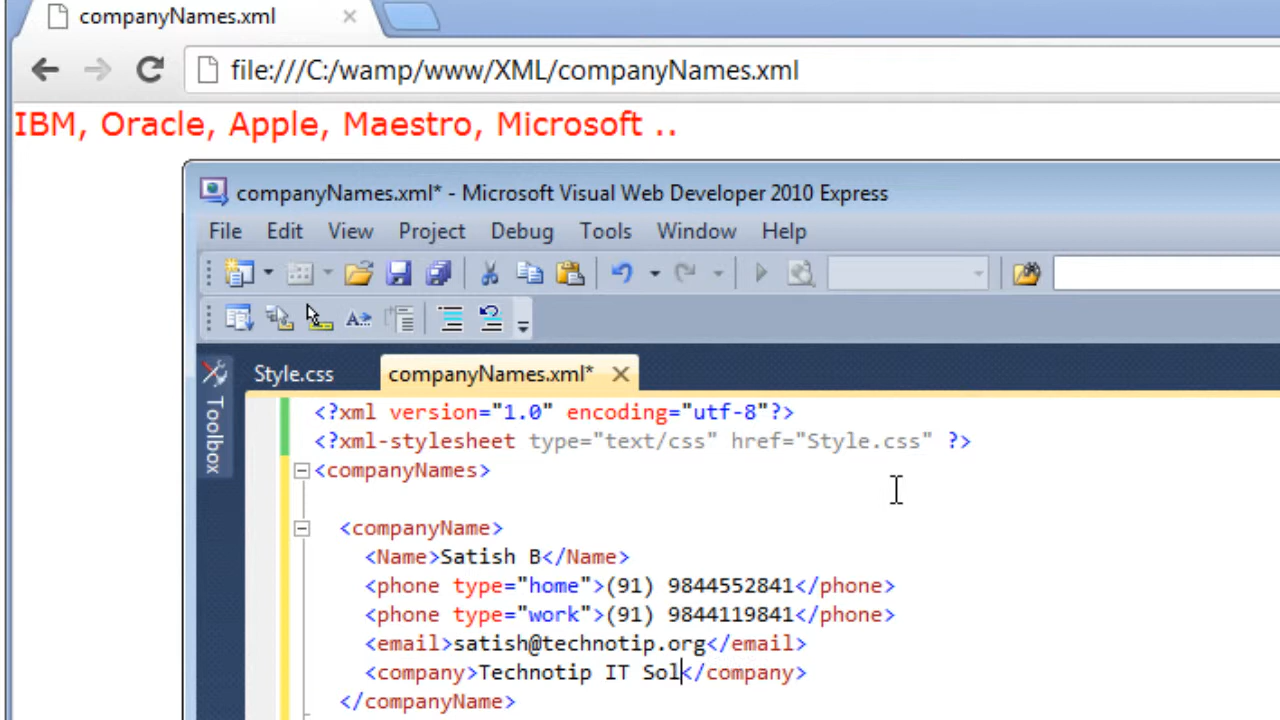 companyNames.xml
file:///C:/wamp/www/XML/companyNames.xml
IBM, Oracle, Apple, Maestro, Microsoft ..
companyNames.xml* - Microsoft Visual Web Developer 2010 Express
File Edit View Project Debug Tools Window Help
Style.css companyNames.xml*
Toolbox
<?xml version="1.0" encoding="utf-8"?>
<?xml-stylesheet type="text/css" href="Style.css" ?>
<companyNames>
<companyName>
<Name>Satish B</Name>
<phone type="home">(91) 9844552841</phone>
<phone type="work">(91) 9844119841</phone>
<email>satish@technotip.org</email>
<company>Technotip IT Sol</company>
</companyName>